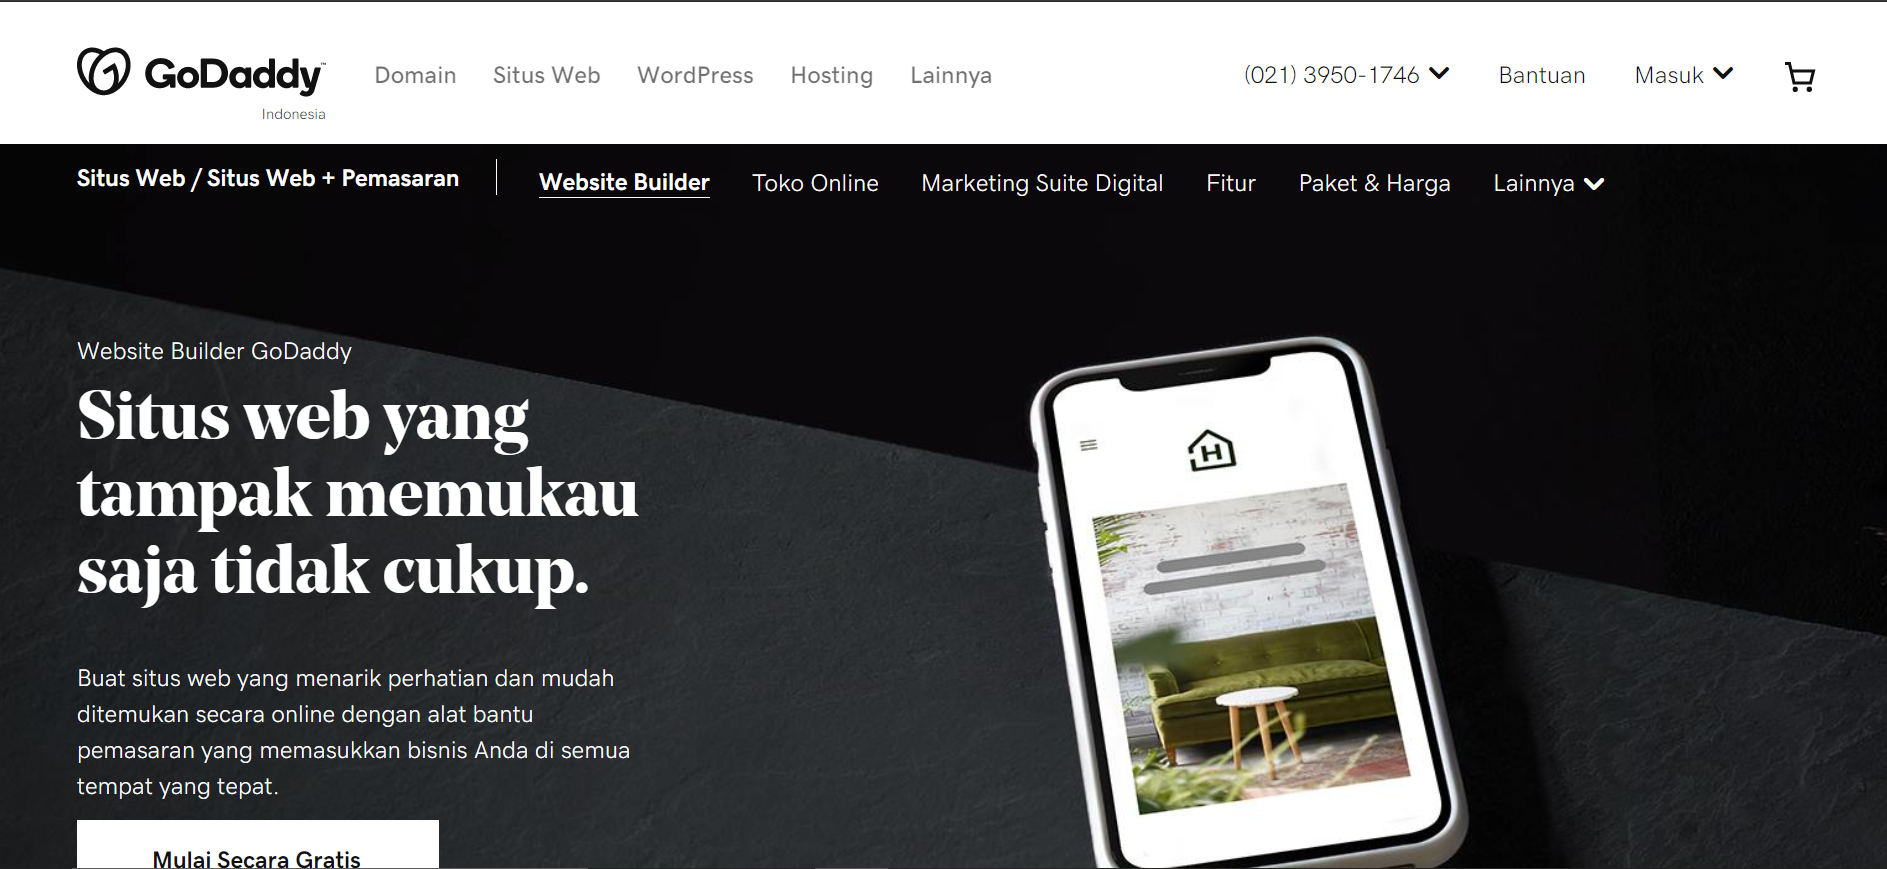 GoDaddy™
Indonesia
Domain Situs Web WordPress Hosting Lainnya
(021) 3950-1746 Bantuan Masuk
Situs Web / Situs Web + Pemasaran
Website Builder Toko Online Marketing Suite Digital Fitur Paket & Harga Lainnya
Website Builder GoDaddy
Situs web yang
tampak memukau
saja tidak cukup.
Buat situs web yang menarik perhatian dan mudah
ditemukan secara online dengan alat bantu
pemasaran yang memasukkan bisnis Anda di semua
tempat yang tepat.
Mulai Secara Gratis
H